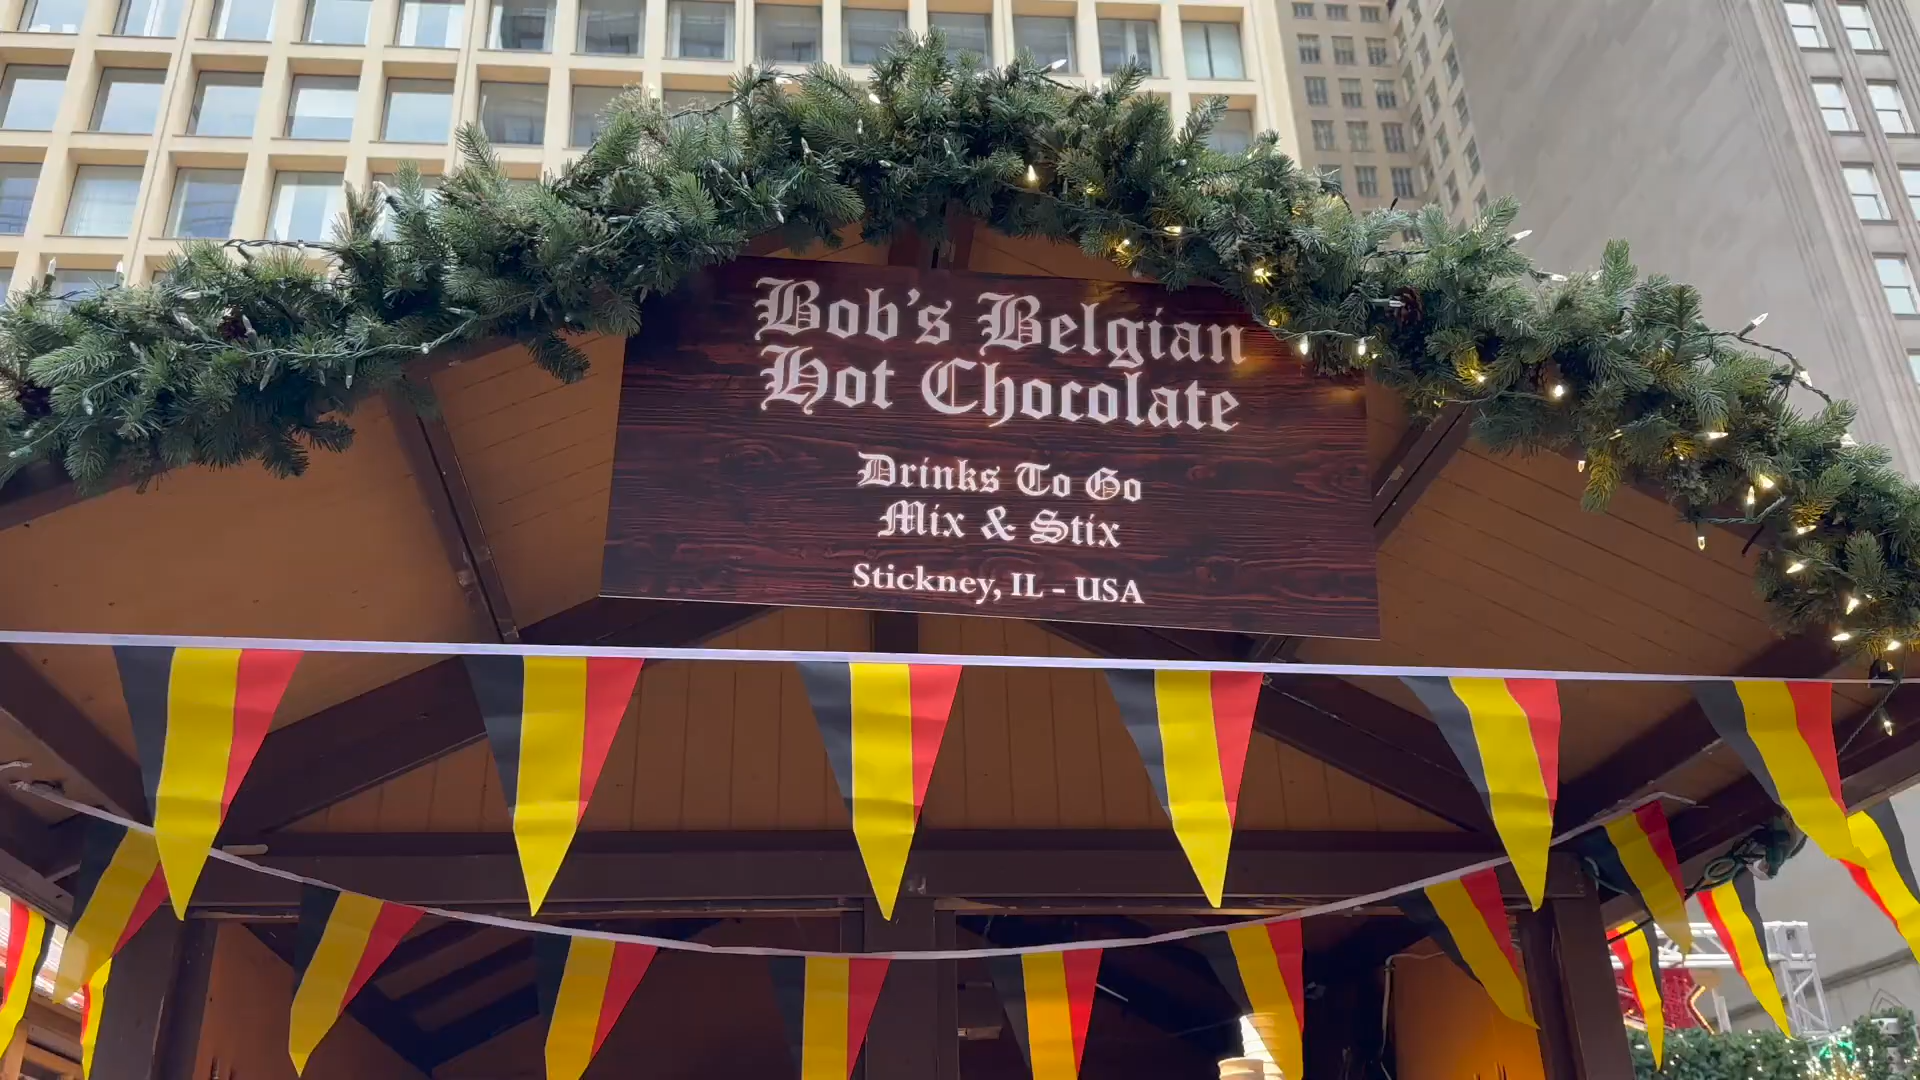 Bob's Belgian
Hot Chocolate
Drinks To Go
Mix & Stix
Stickney, IL - USA